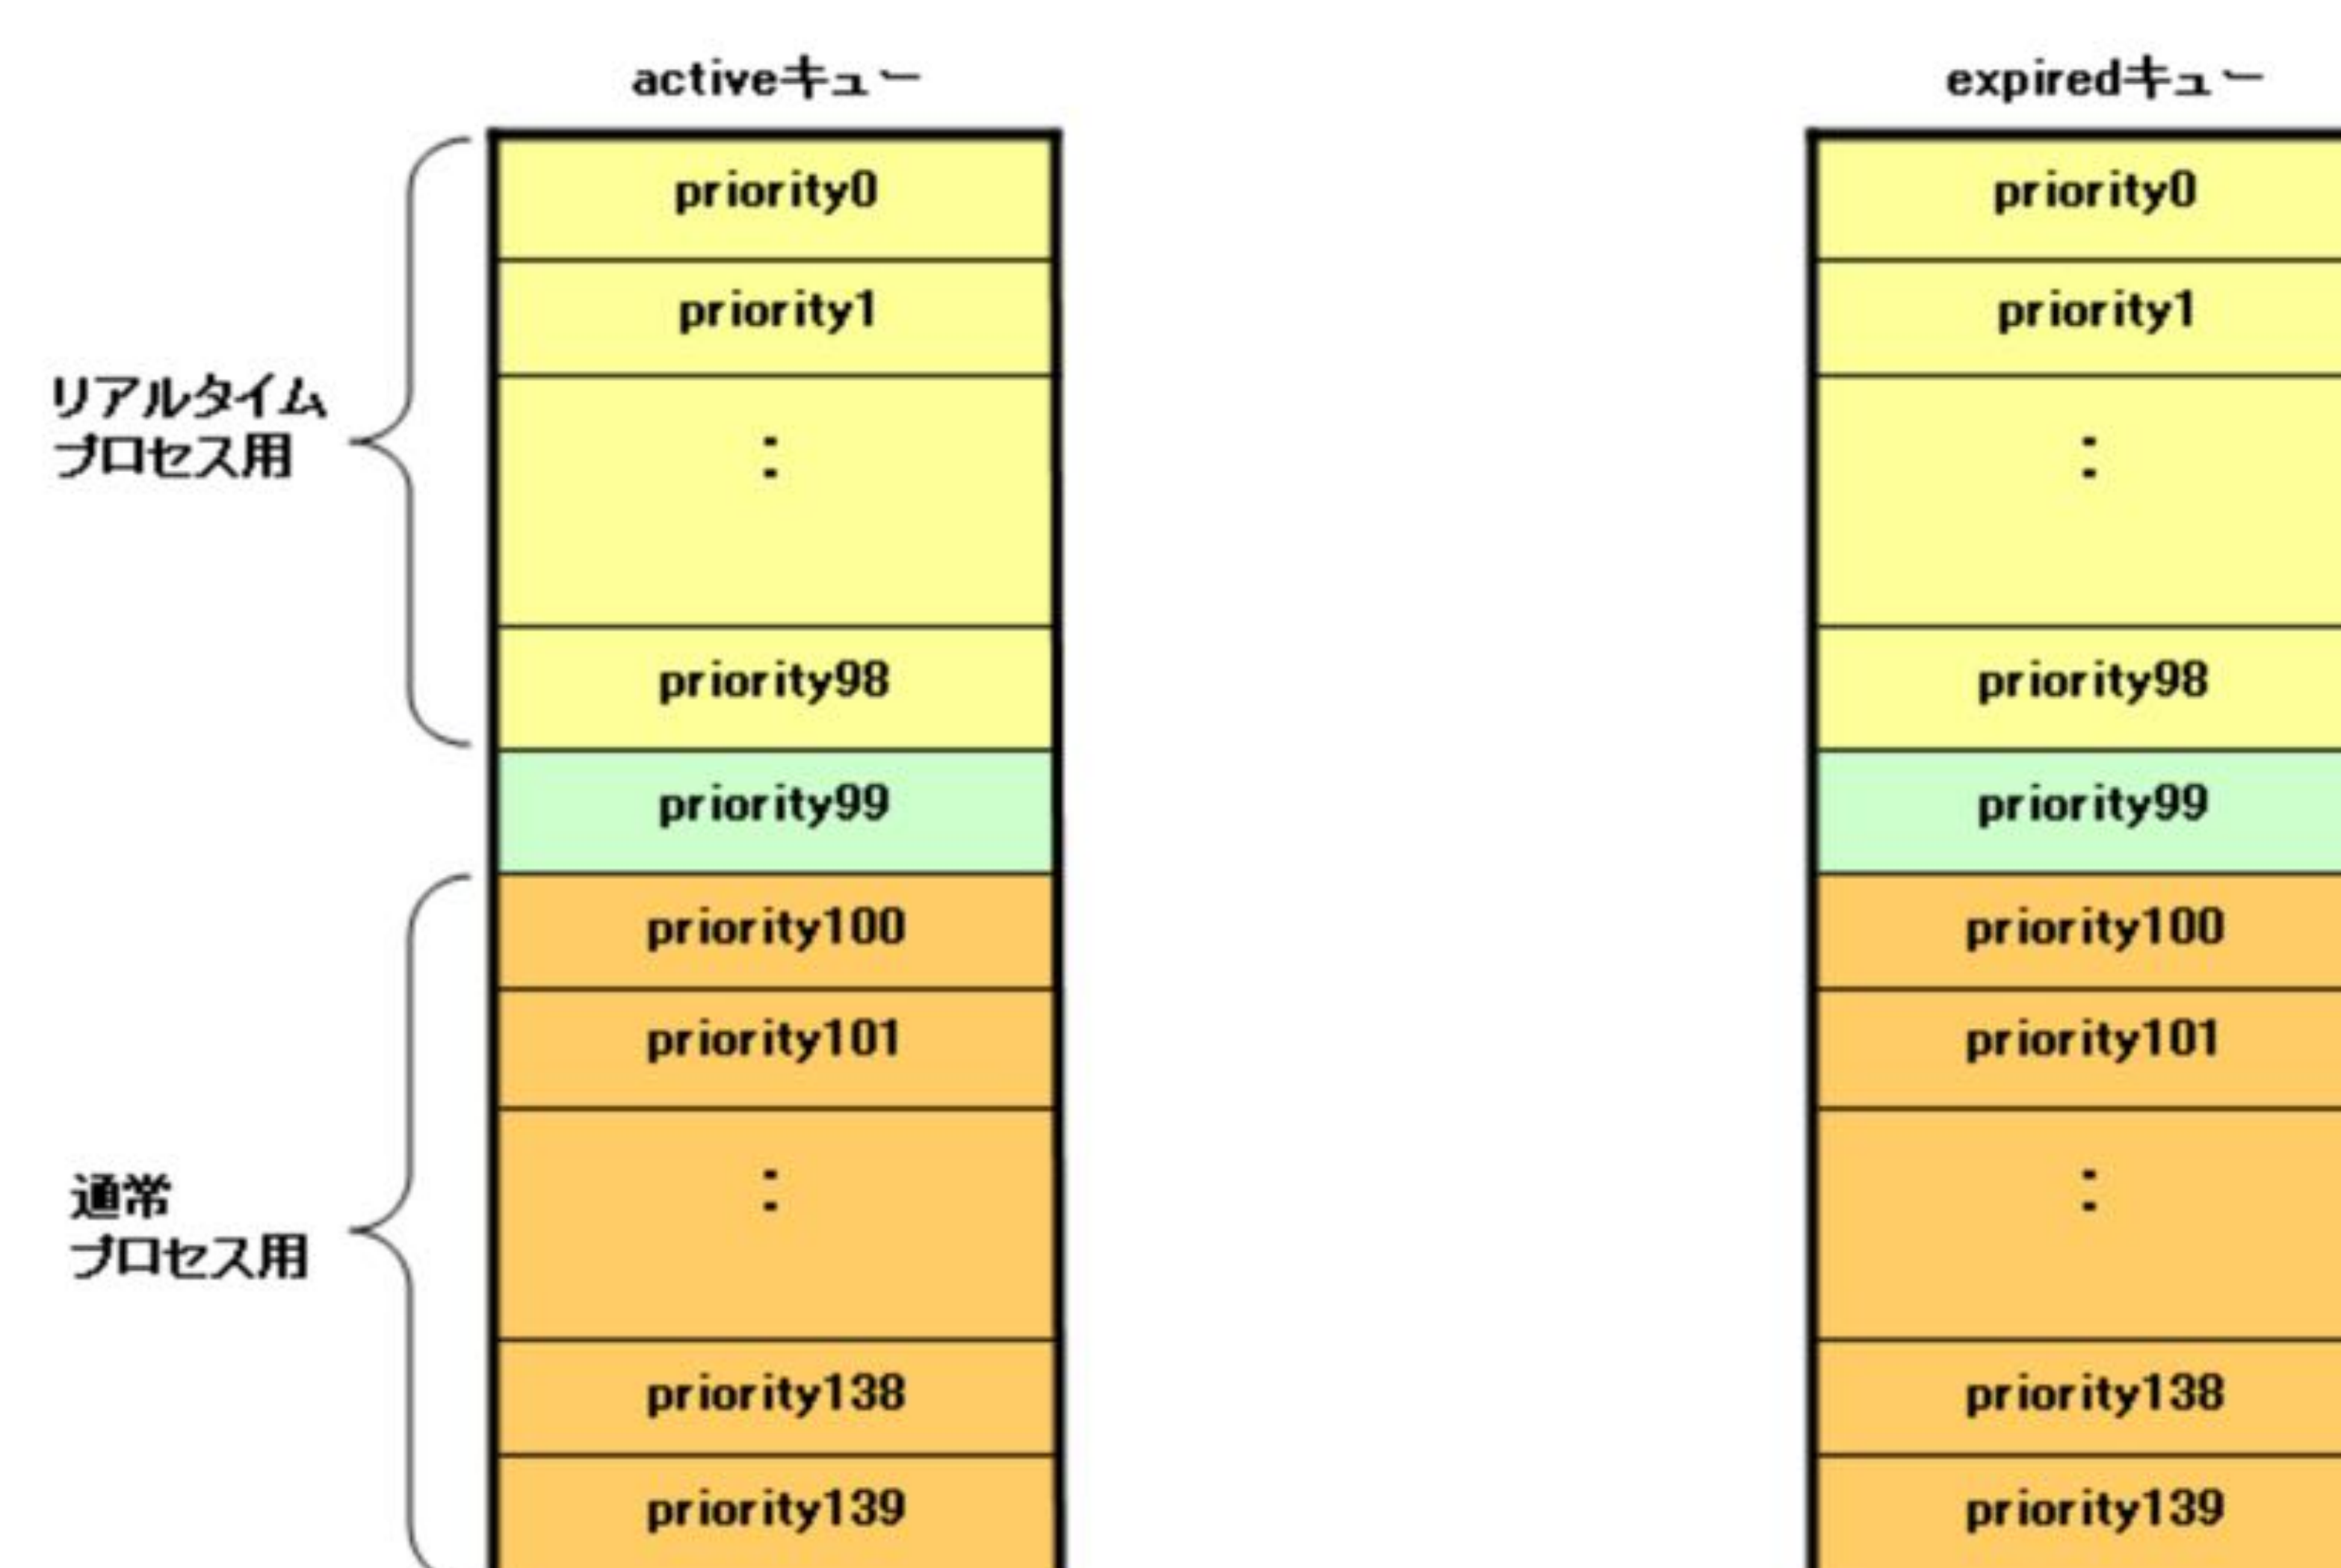 activeキュー
expiredキュー
priority0
priority0
priority1
priority1
リアルタイム
プロセス用
:
:
priority98
priority98
priority99
priority99
priority100
priority100
priority101
priority101
通常
プロセス用
:
:
priority138
priority138
priority139
priority139